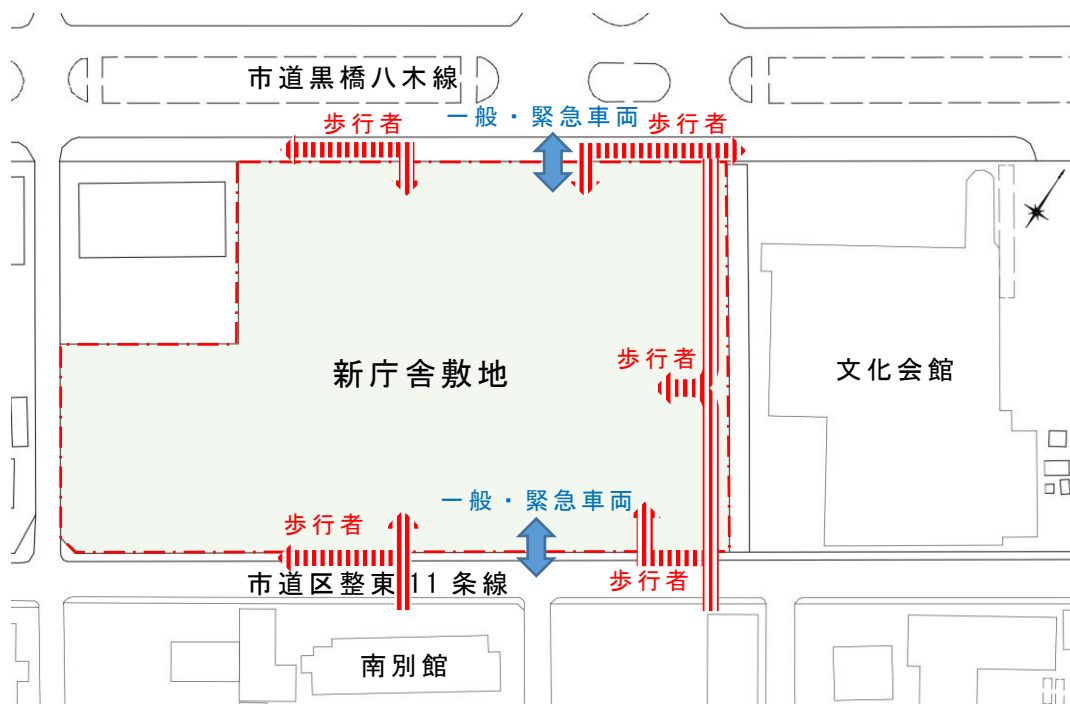 市道黒橋八木線
一般・緊急車両
歩行者
歩行者
歩行者
新庁舎敷地
文化会館
一般・緊急車両
歩行者
歩行者
市道区整東11条線
南別館